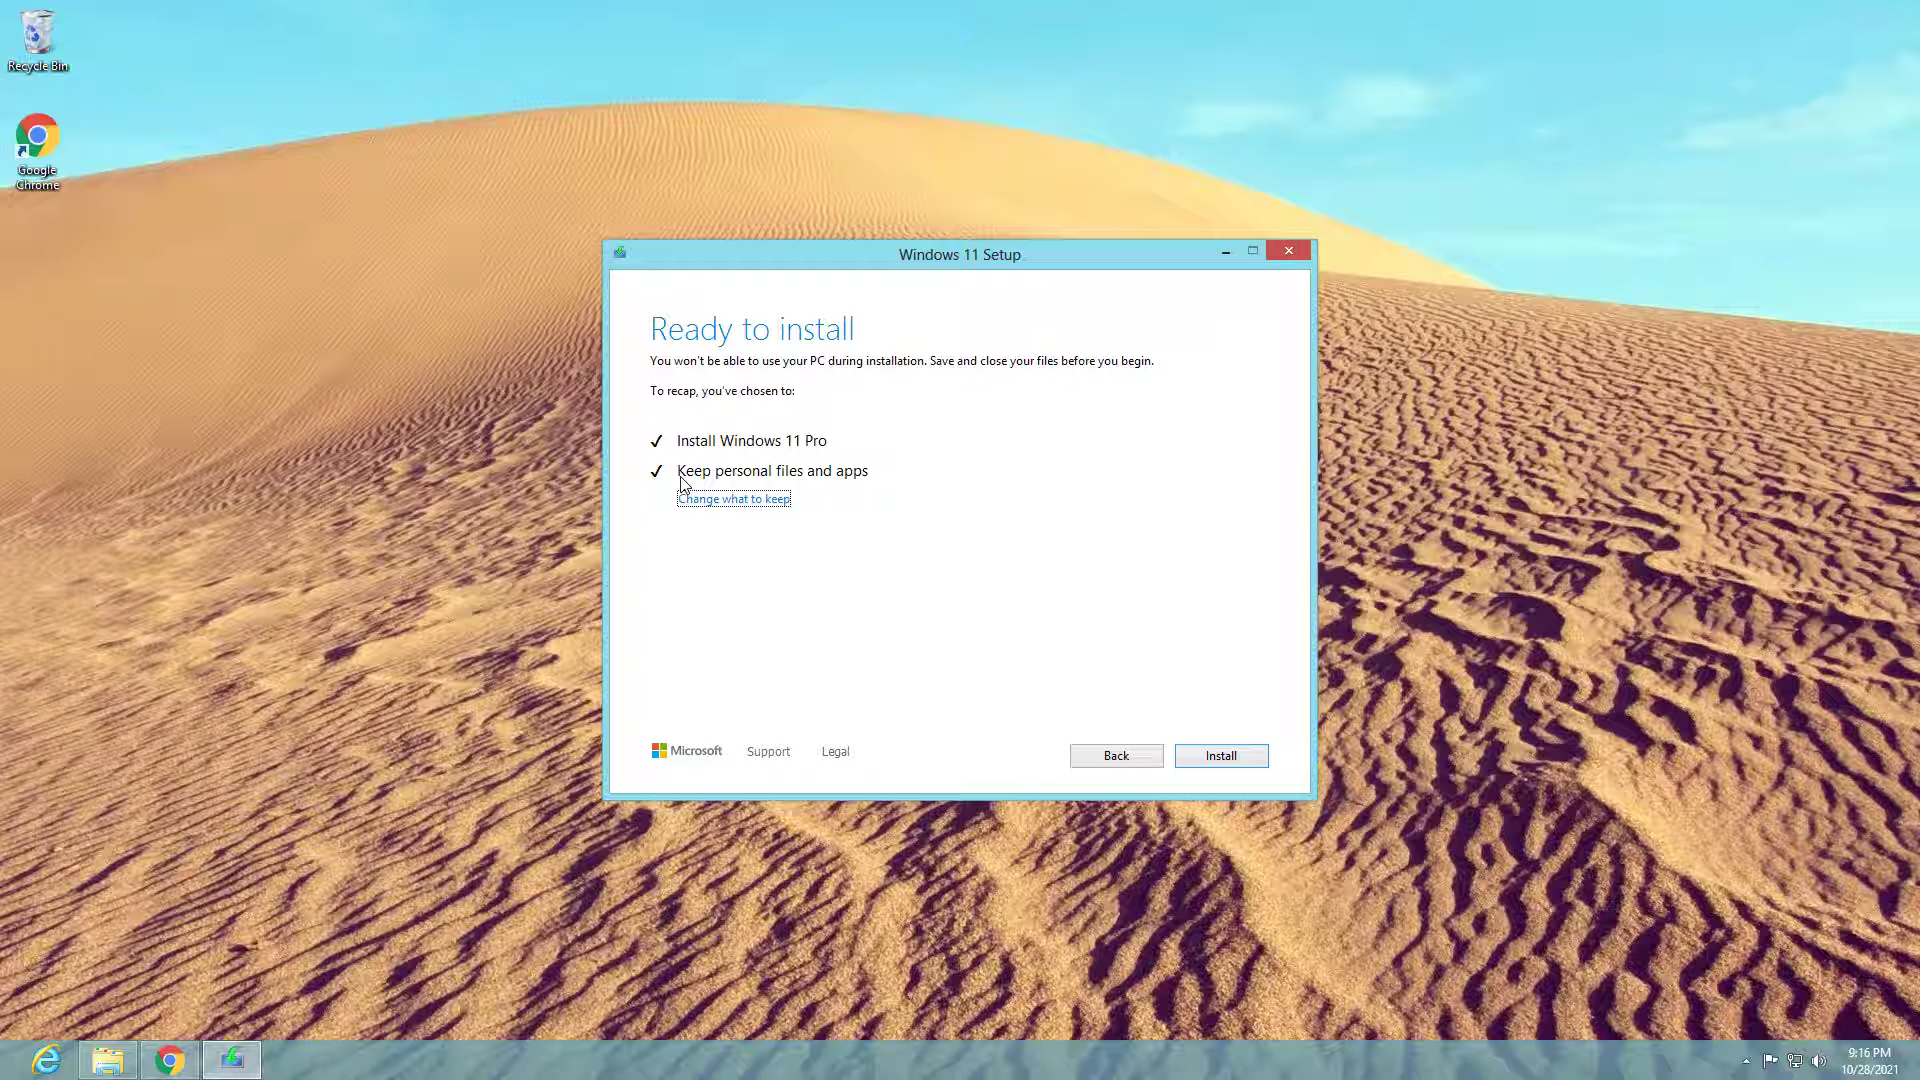 Recycle Bin
Google
Chrome
Windows 11 Setup
Ready to install
You won't be able to use your PC during installation. Save and close your files before you begin.
To recap, you've chosen to:
✓ Install Windows 11 Pro
✓ Keep personal files and apps
Change what to keep
Microsoft Support Legal
Back Install
9:16 PM
10/28/2021